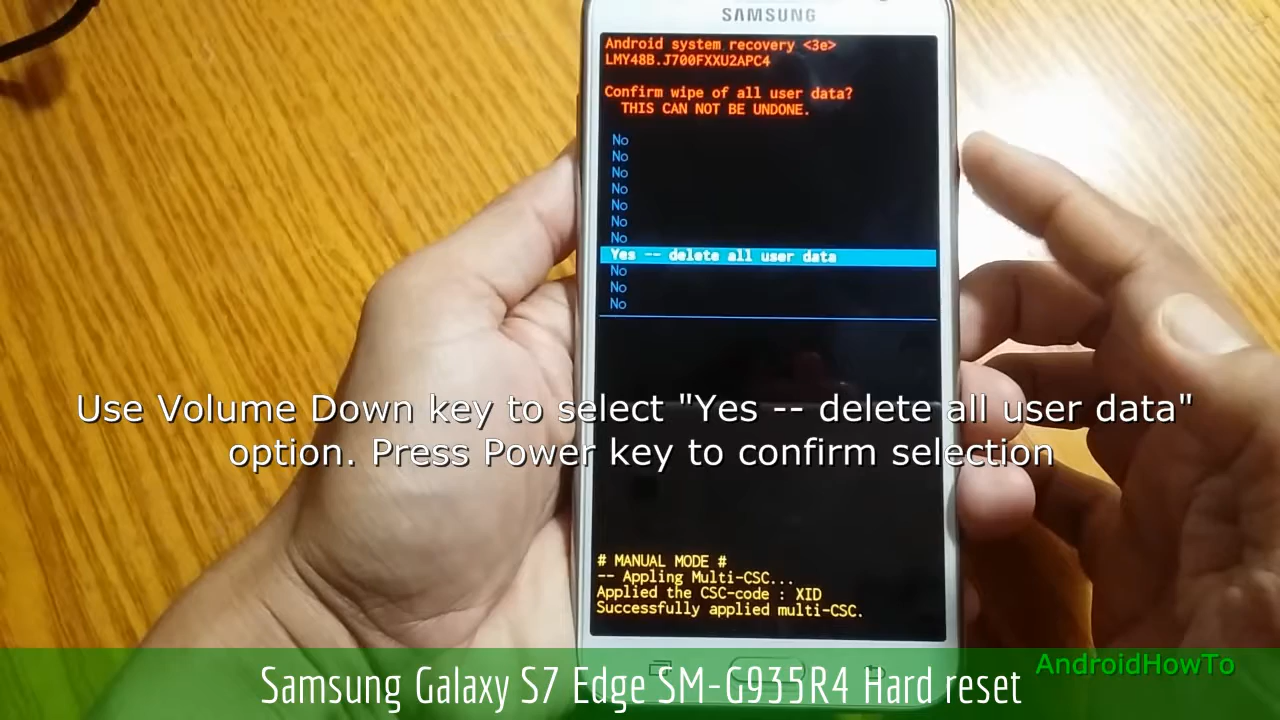 SAMSUNG
Android system recovery <3e>
LMY48B.J700FXXU2APC4
Confirm wipe of all user data?
THIS CAN NOT BE UNDONE.
No
No
No
No
No
No
No
Yes -- delete all user data
No
No
No
Use Volume Down key to select "Yes -- delete all user data"
option. Press Power key to confirm selection
# MANUAL MODE #
-- Appling Multi-CSC...
Applied the CSC-code : XID
Successfully applied multi-CSC.
AndroidHowTo
Samsung Galaxy S7 Edge SM-G935R4 Hard reset